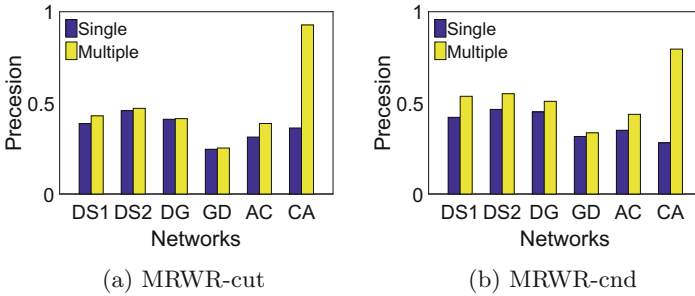 1
Single
Multiple
0.5
0
Precesion
DS1 DS2 DG GD AC CA
Networks
(a) MRWR-cut
1
Single
Multiple
0.5
0
Precesion
DS1 DS2 DG GD AC CA
Networks
(b) MRWR-cnd